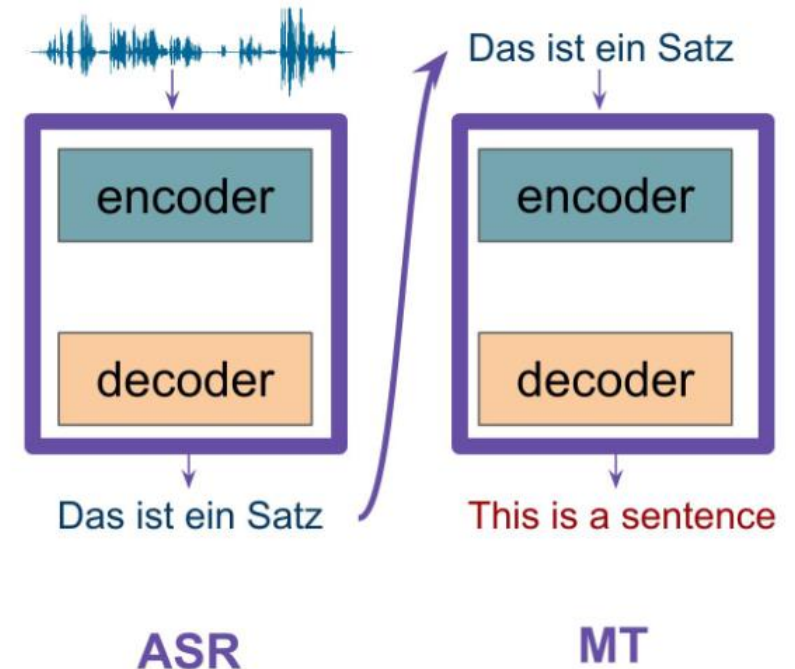 encoder
decoder
Das ist ein Satz
ASR
Das ist ein Satz
encoder
decoder
This is a sentence
MT